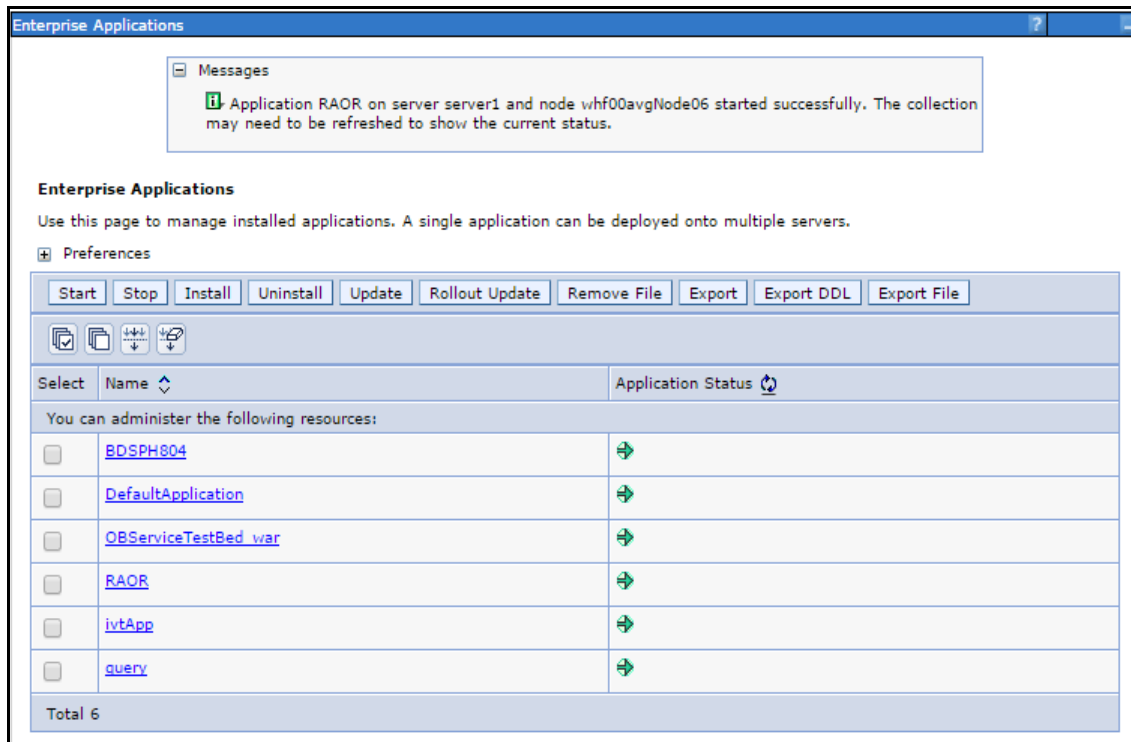 Enterprise Applications ? –
Messages
Application RAOR on server server1 and node whf00avgNode06 started successfully. The collection
may need to be refreshed to show the current status.
Enterprise Applications
Use this page to manage installed applications. A single application can be deployed onto multiple servers.
Preferences
Start Stop Install Uninstall Update Rollout Update Remove File Export Export DDL Export File
Select Name Application Status
You can administer the following resources:
BDSPH804
DefaultApplication
OBServiceTestBed_war
RAOR
ivtApp
query
Total 6